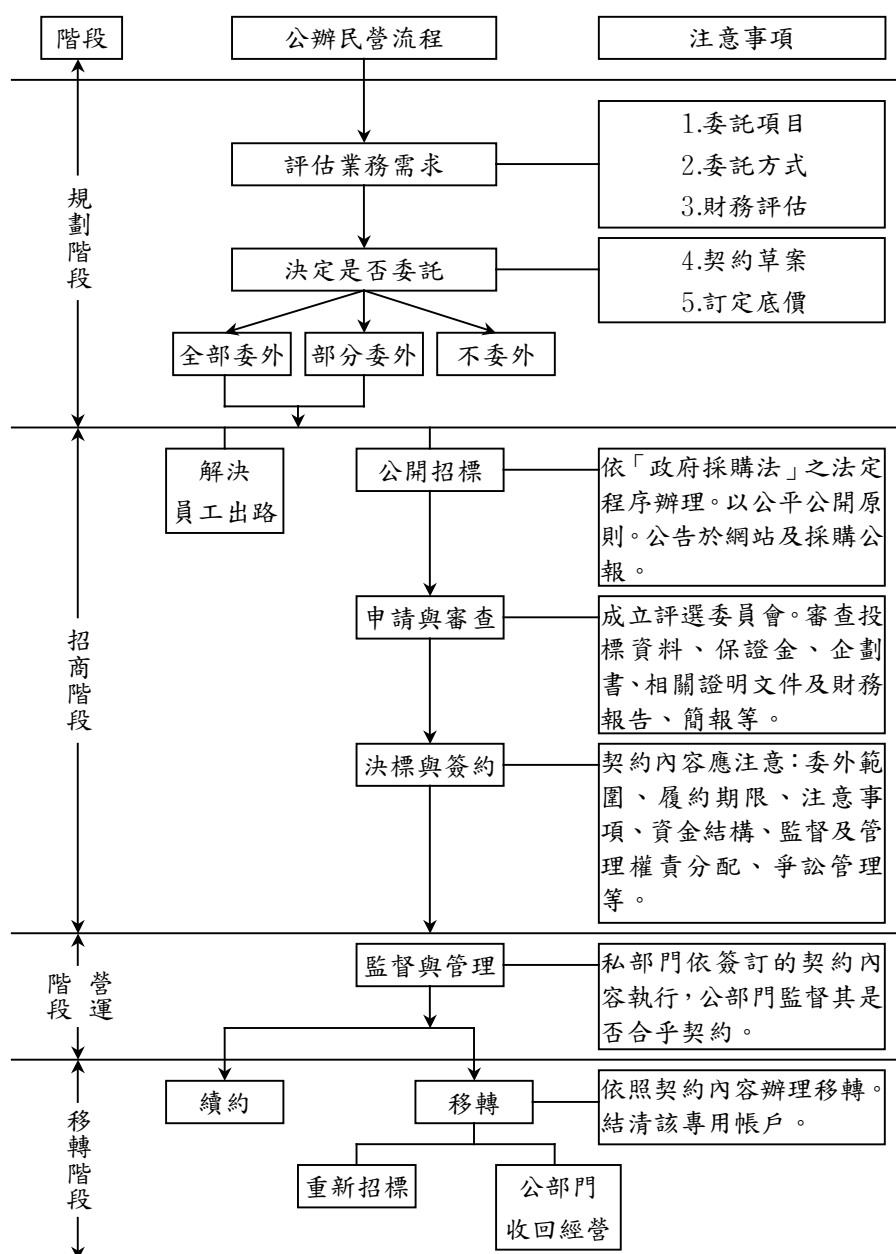 階段
公辦民營流程
注意事項
規劃階段
評估業務需求
1.委託項目
2.委託方式
3.財務評估
決定是否委託
4.契約草案
5.訂定底價
全部委外
部分委外
不委外
招商階段
解決
員工出路
公開招標
依「政府採購法」之法定
程序辦理。以公平公開原
則。公告於網站及採購公
報。
申請與審查
成立評選委員會。審查投
標資料、保證金、企劃
書、相關證明文件及財務
報告、簡報等。
決標與簽約
契約內容應注意：委外範
圍、履約期限、注意事
項、資金結構、監督及管
理權責分配、爭訟管理
等。
營運
階段
監督與管理
私部門依簽訂的契約內
容執行，公部門監督其是
否合乎契約。
移轉階段
續約
移轉
依照契約內容辦理移轉。
結清該專用帳戶。
重新招標
公部門
收回經營